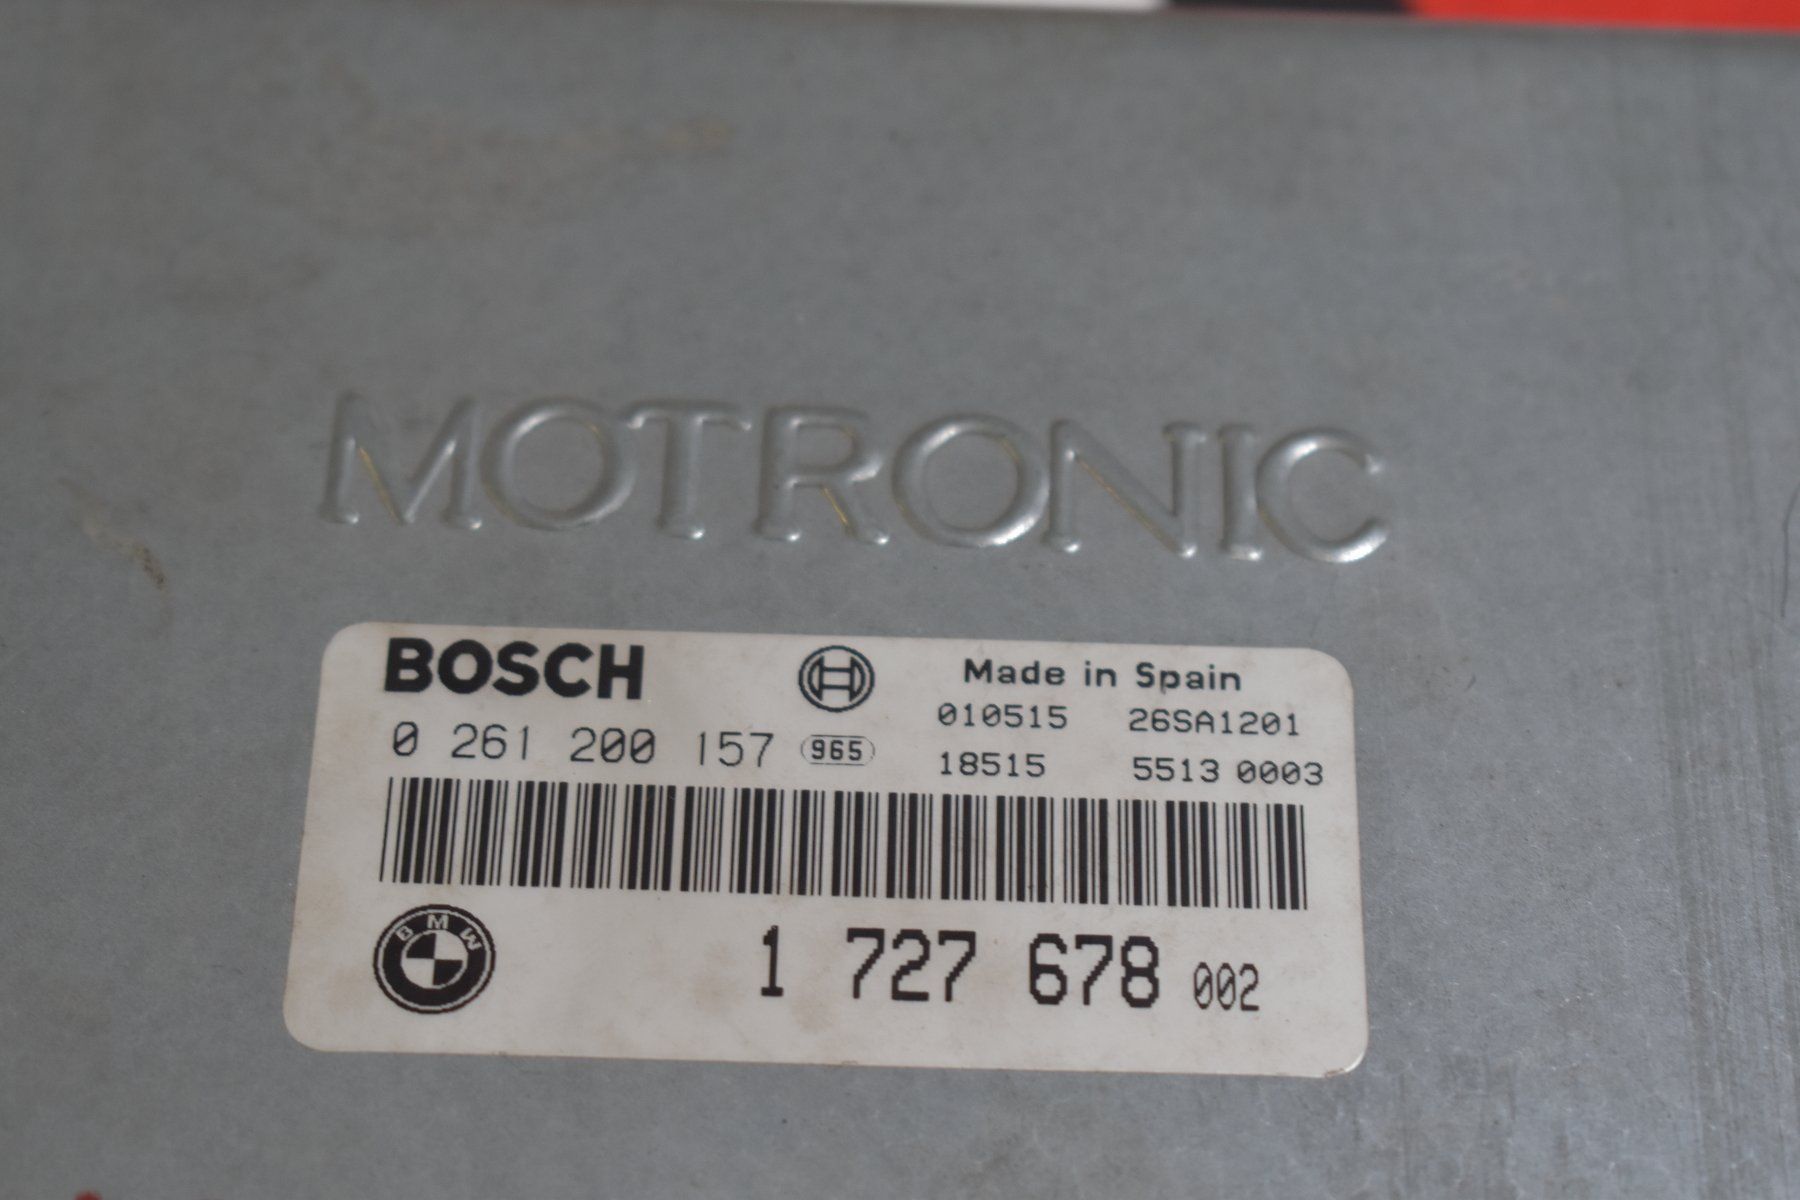 MOTRONIC
BOSCH
Made in Spain
010515 26SA1201
0 261 200 157 965
18515 5513 0003
BMW
1 727 678 002